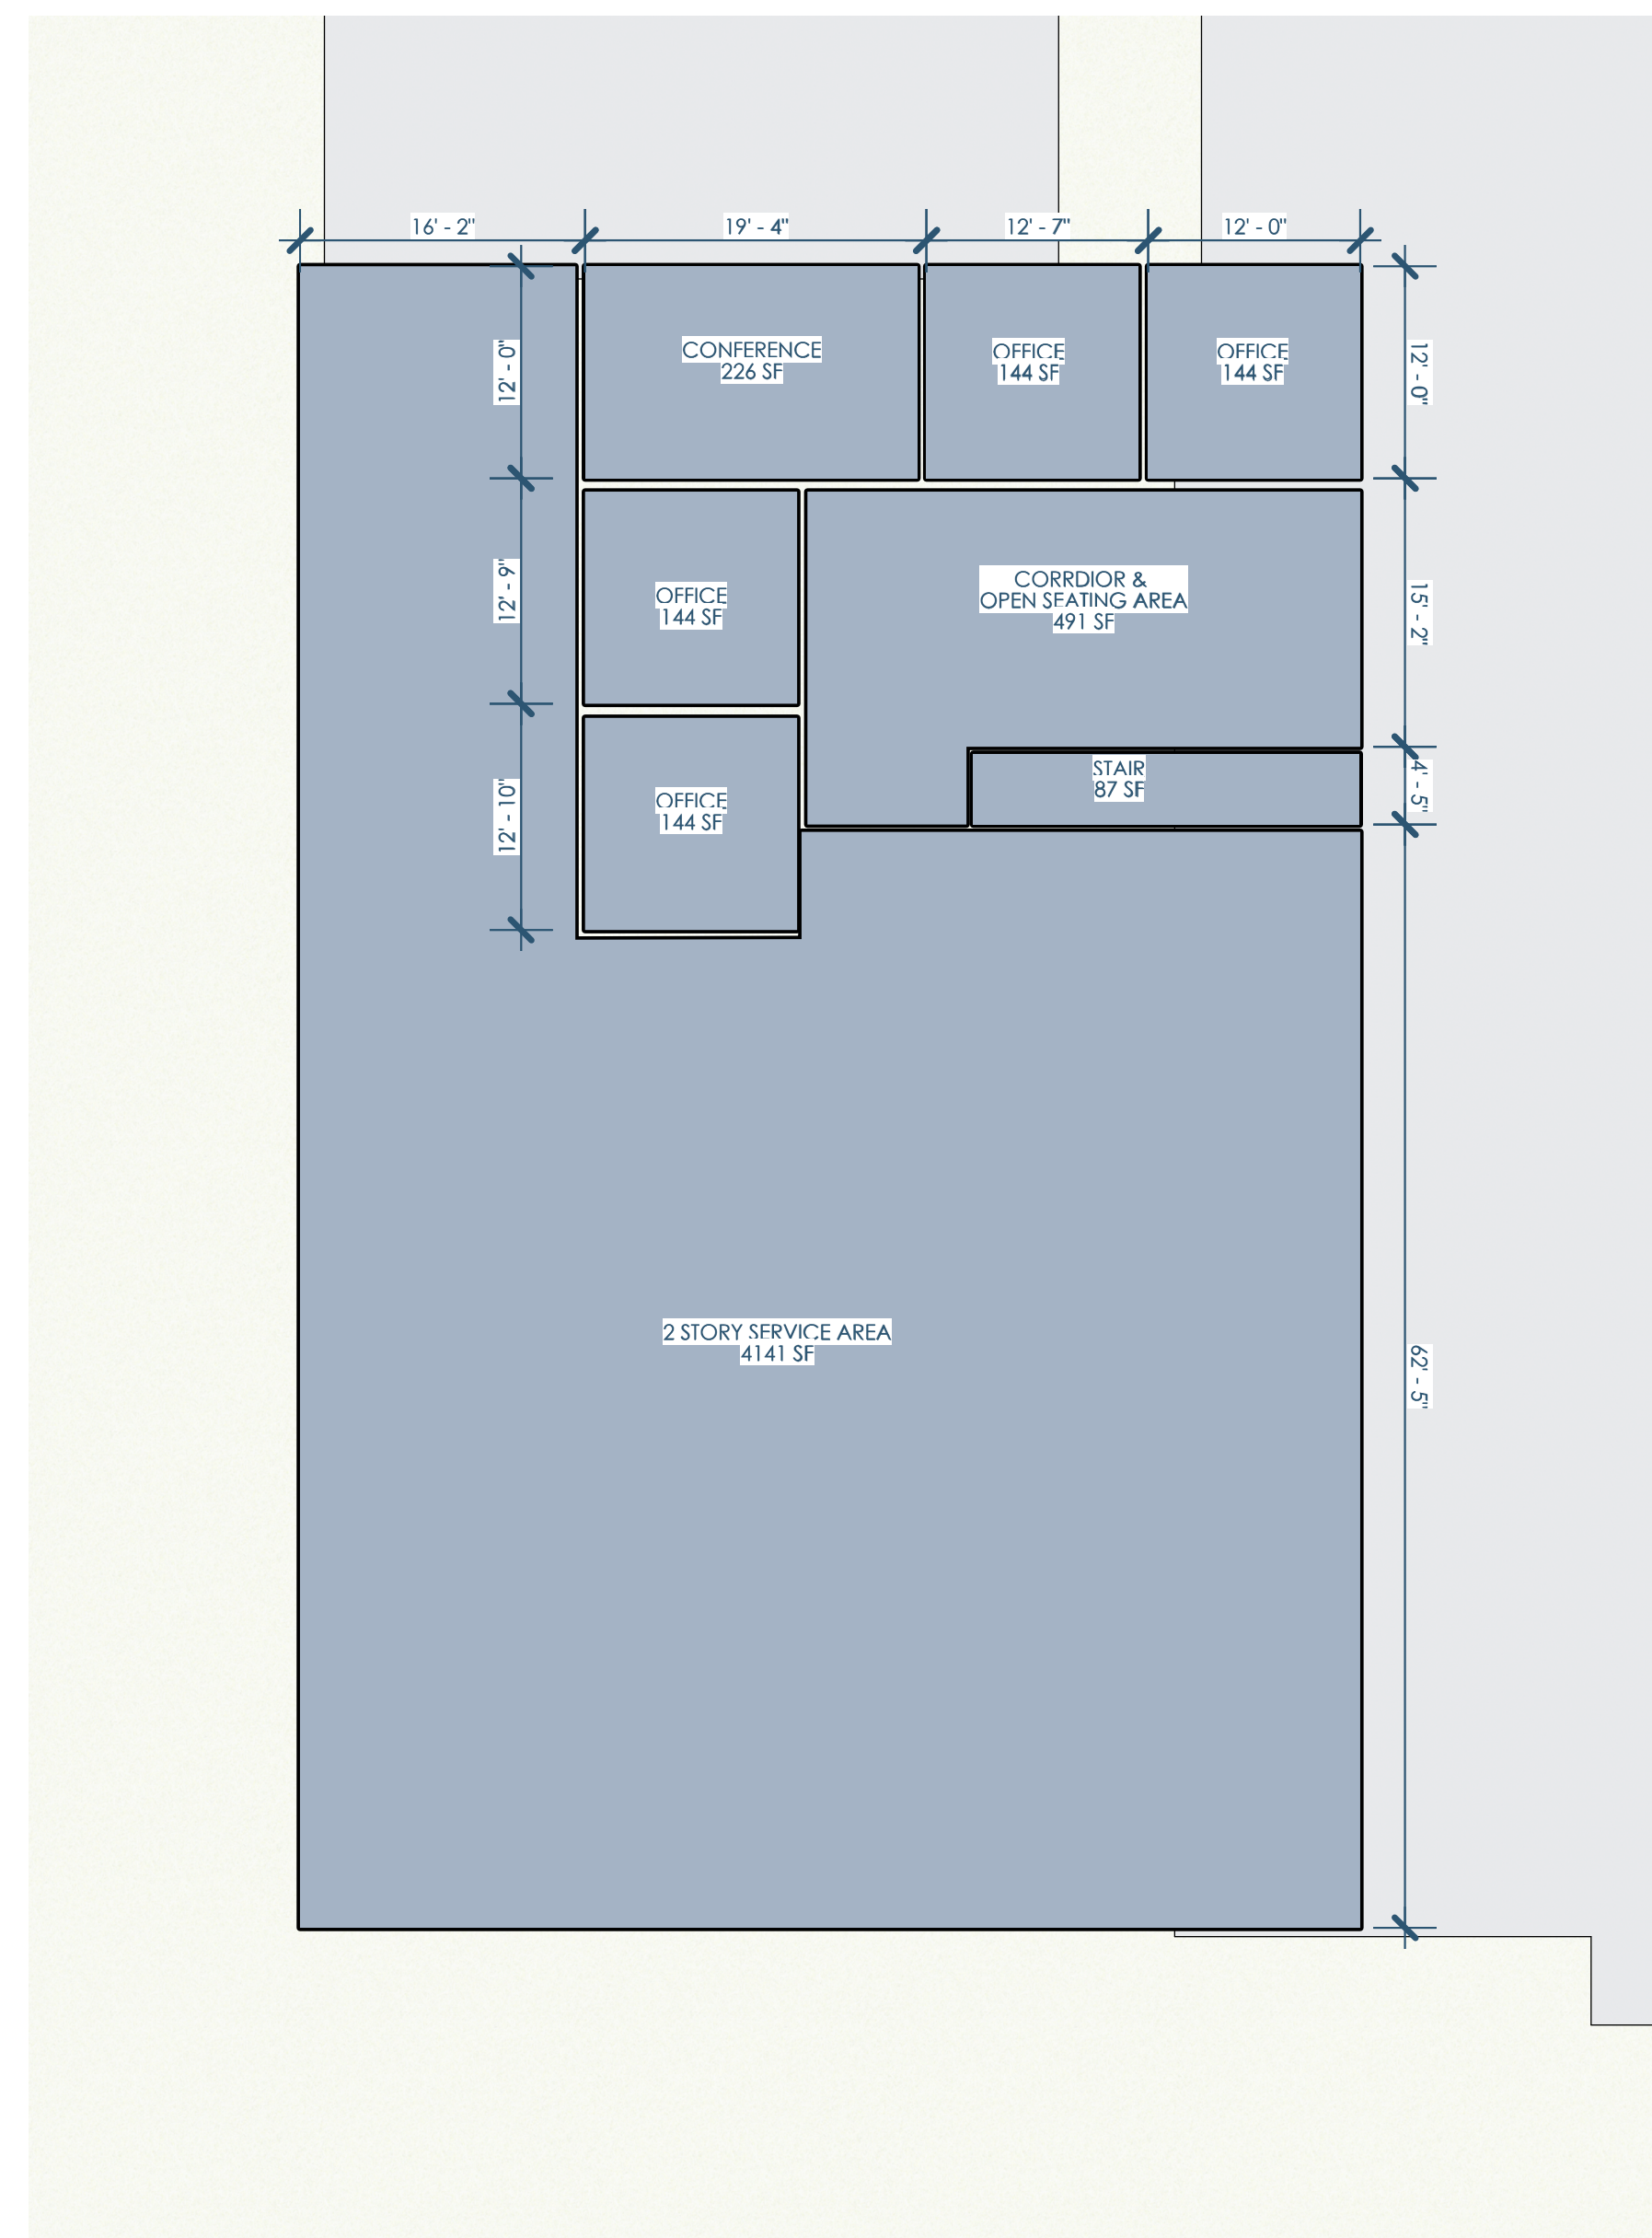 16' - 2"
19' - 4"
12' - 7"
12' - 0"
12' - 0"
CONFERENCE
226 SF
OFFICE
144 SF
OFFICE
144 SF
12' - 0"
12' - 9"
OFFICE
144 SF
CORRDIOR &
OPEN SEATING AREA
491 SF
15' - 2"
STAIR
87 SF
4' - 5"
12' - 10"
OFFICE
144 SF
2 STORY SERVICE AREA
4141 SF
62' - 5"